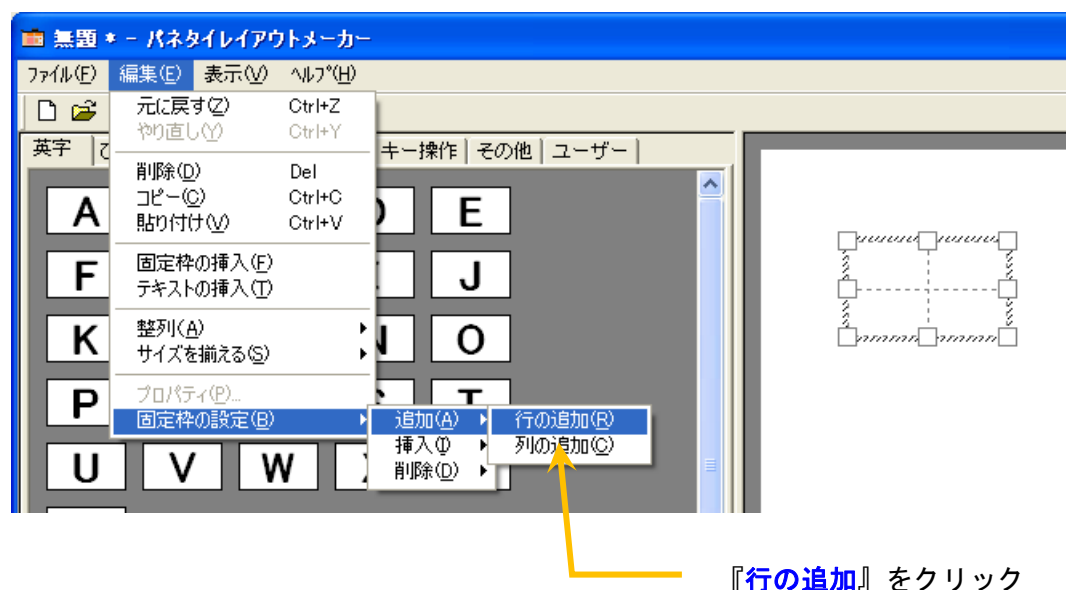 無題 * - パネタイレイアウトメーカー
ファイル(F) 編集(E) 表示(V) ヘルプ(H)
元に戻す(Z) Ctrl+Z
やり直し(Y) Ctrl+Y
英字 キー操作 その他 ユーザー
削除(D) Del
コピー(C) Ctrl+C
貼り付け(V) Ctrl+V
A E
固定枠の挿入(F)
テキストの挿入(T)
F J
整列(A)
サイズを揃える(S)
K O
プロパティ(P)...
固定枠の設定(B) 追加(A) 行の追加(R)
P T
挿入(I) 列の追加(C)
削除(D)
U V W
『行の追加』をクリック